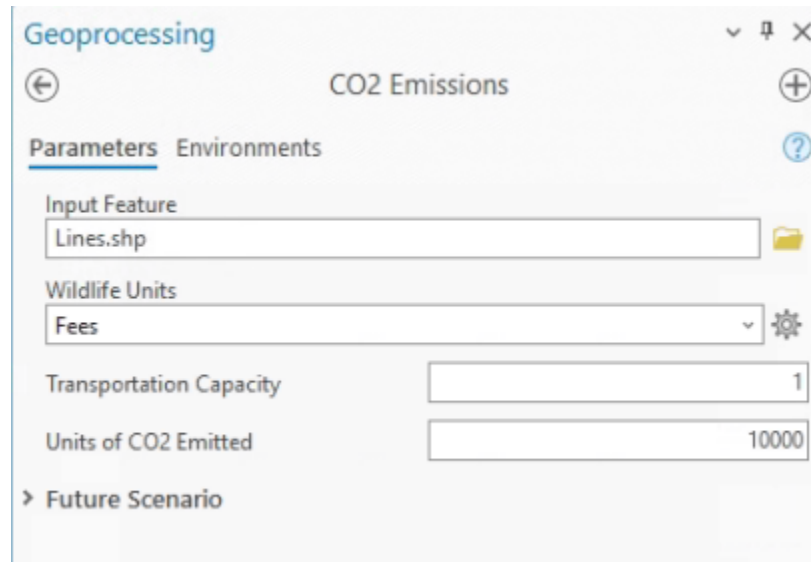 Geoprocessing
CO2 Emissions
Parameters Environments
Input Feature
Lines.shp
Wildlife Units
Fees
Transportation Capacity 1
Units of CO2 Emitted 10000
Future Scenario